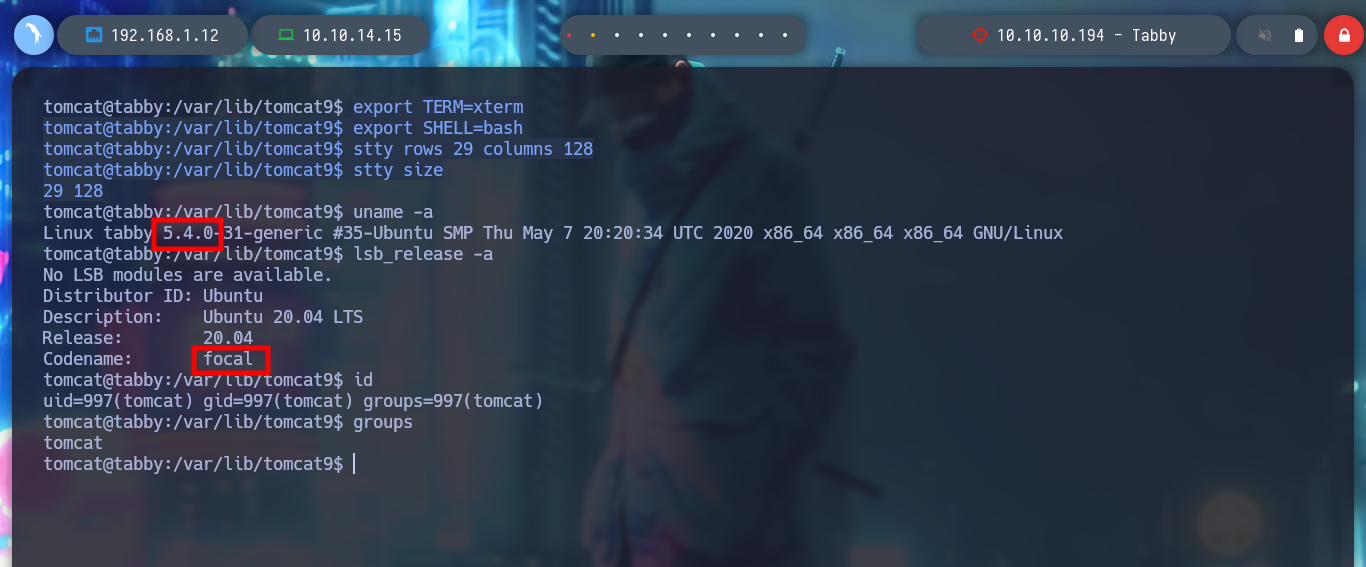 192.168.1.12 10.10.14.15 10.10.10.194 - Tabby
tomcat@tabby:/var/lib/tomcat9$ export TERM=xterm
tomcat@tabby:/var/lib/tomcat9$ export SHELL=bash
tomcat@tabby:/var/lib/tomcat9$ stty rows 29 columns 128
tomcat@tabby:/var/lib/tomcat9$ stty size
29 128
tomcat@tabby:/var/lib/tomcat9$ uname -a
Linux tabby 5.4.0-31-generic #35-Ubuntu SMP Thu May 7 20:20:34 UTC 2020 x86_64 x86_64 x86_64 GNU/Linux
tomcat@tabby:/var/lib/tomcat9$ lsb_release -a
No LSB modules are available.
Distributor ID: Ubuntu
Description:    Ubuntu 20.04 LTS
Release:        20.04
Codename:       focal
tomcat@tabby:/var/lib/tomcat9$ id
uid=997(tomcat) gid=997(tomcat) groups=997(tomcat)
tomcat@tabby:/var/lib/tomcat9$ groups
tomcat
tomcat@tabby:/var/lib/tomcat9$